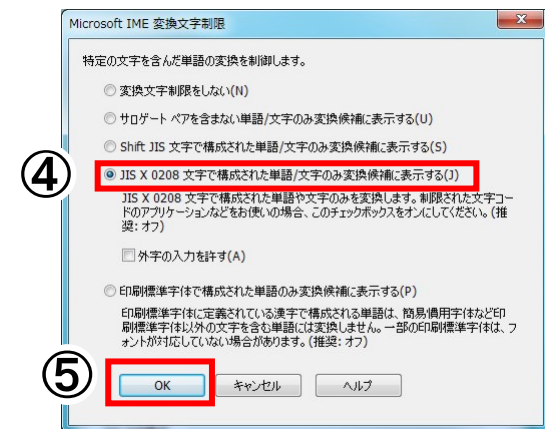 Microsoft IME 変換文字制限
特定の文字を含んだ単語の変換を制御します。
変換文字制限をしない(N)
サロゲート ペアを含まない単語/文字のみ変換候補に表示する(U)
Shift JIS 文字で構成された単語/文字のみ変換候補に表示する(S)
④
JIS X 0208 文字で構成された単語/文字のみ変換候補に表示する(J)
JIS X 0208 文字で構成された単語や文字のみを変換します。制限された文字コー
ドのアプリケーションなどをお使いの場合、このチェックボックスをオンにしてください。(推
奨: オフ)
外字の入力を許す(A)
印刷標準字体で構成された単語のみ変換候補に表示する(P)
印刷標準字体に定義されている漢字で構成される単語は、簡易慣用字体など印
刷標準字体以外の文字を含む単語には変換しません。一部の印刷標準字体は、フ
ォントが対応していない場合があります。(推奨: オフ)
⑤
OK キャンセル ヘルプ